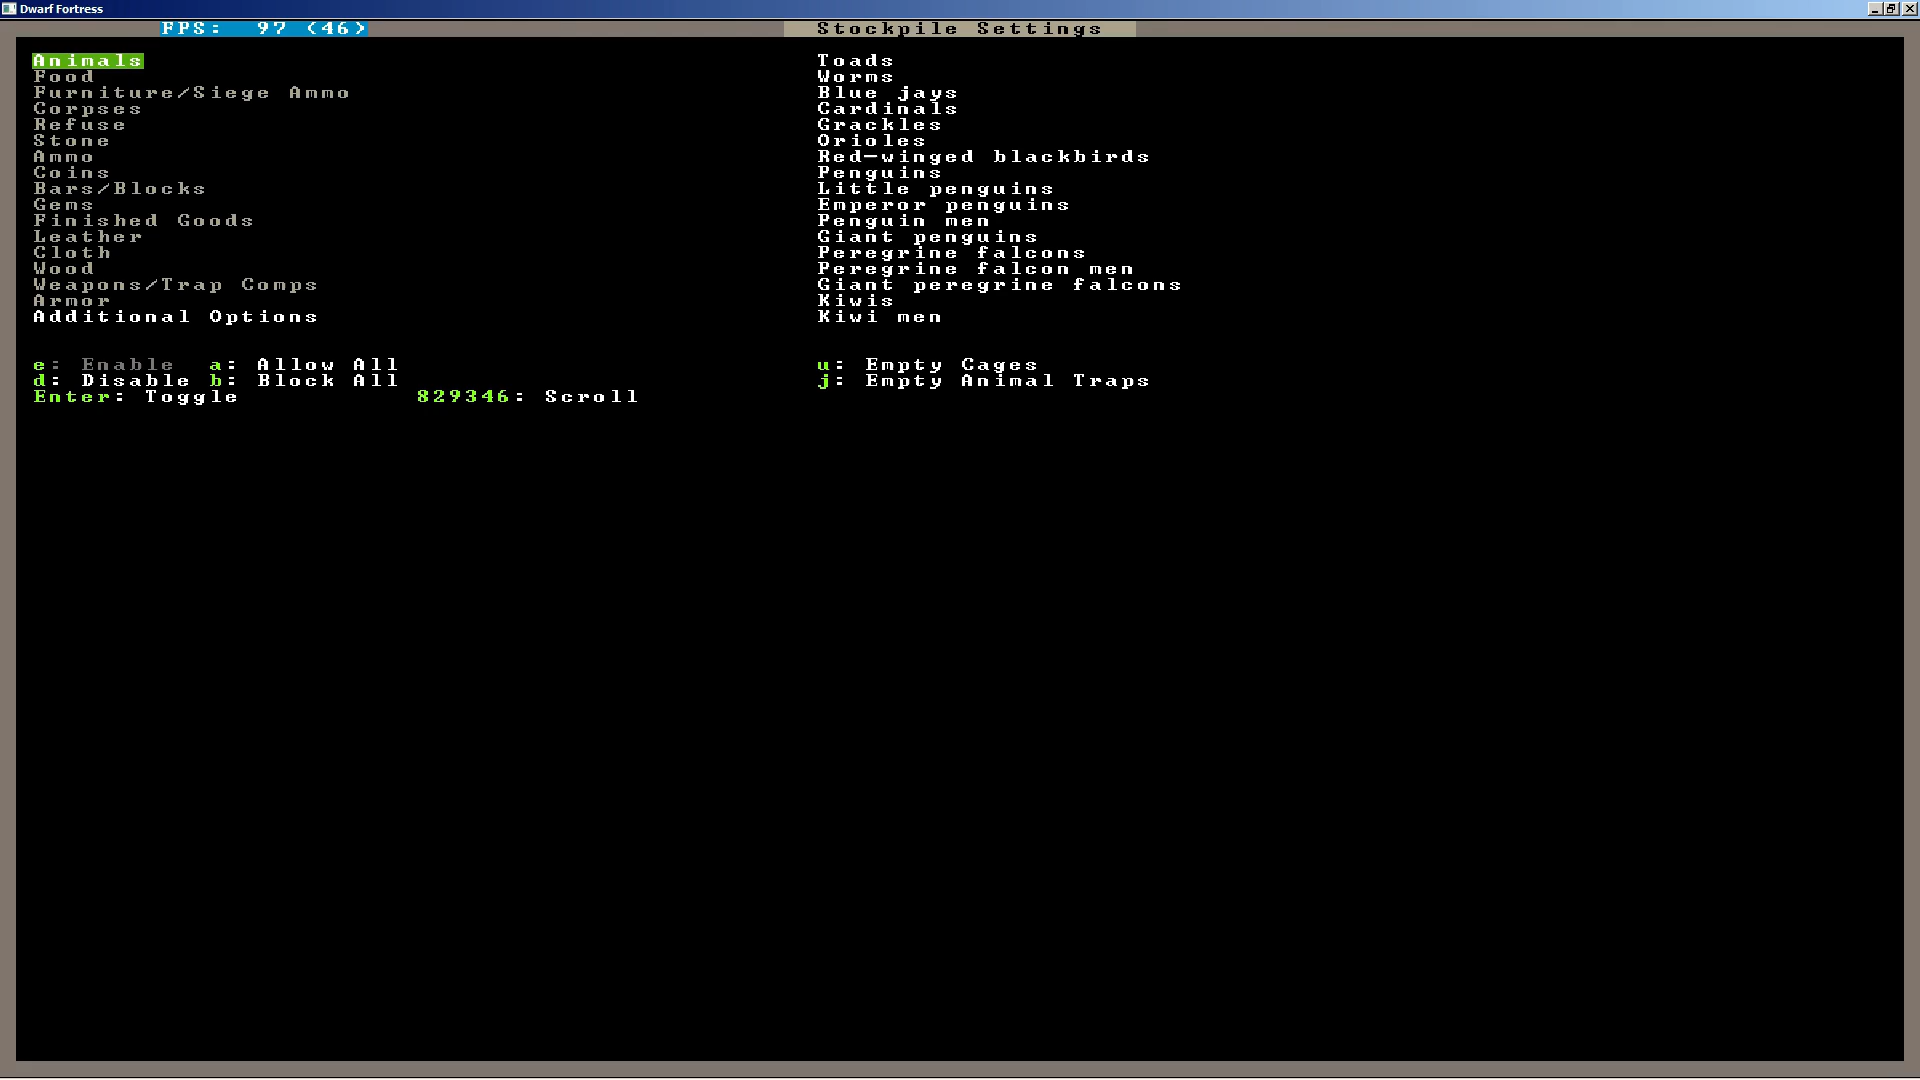 Dwarf Fortress
FPS: 97 (46)
Stockpile Settings
Animals
Food
Furniture/Siege Ammo
Corpses
Refuse
Stone
Ammo
Coins
Bars/Blocks
Gems
Finished Goods
Leather
Cloth
Wood
Weapons/Trap Comps
Armor
Additional Options
Toads
Worms
Blue jays
Cardinals
Grackles
Orioles
Red-winged blackbirds
Penguins
Little penguins
Emperor penguins
Penguin men
Giant penguins
Peregrine falcons
Peregrine falcon men
Giant peregrine falcons
Kiwis
Kiwi men
e: Enable a: Allow All
d: Disable b: Block All
Enter: Toggle 829346: Scroll
u: Empty Cages
j: Empty Animal Traps